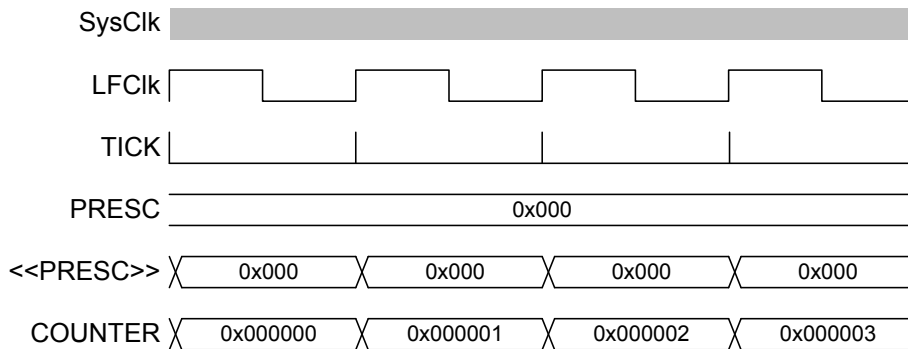 SysClk
LFClk
TICK
PRESC 0x000
<<PRESC>> 0x000 0x000 0x000 0x000
COUNTER 0x000000 0x000001 0x000002 0x000003